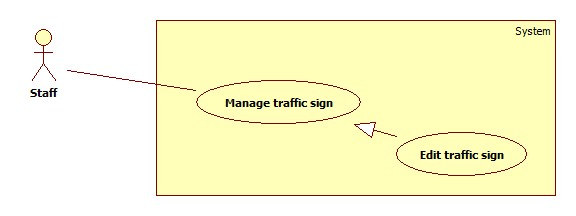 System
Staff
Manage traffic sign
Edit traffic sign